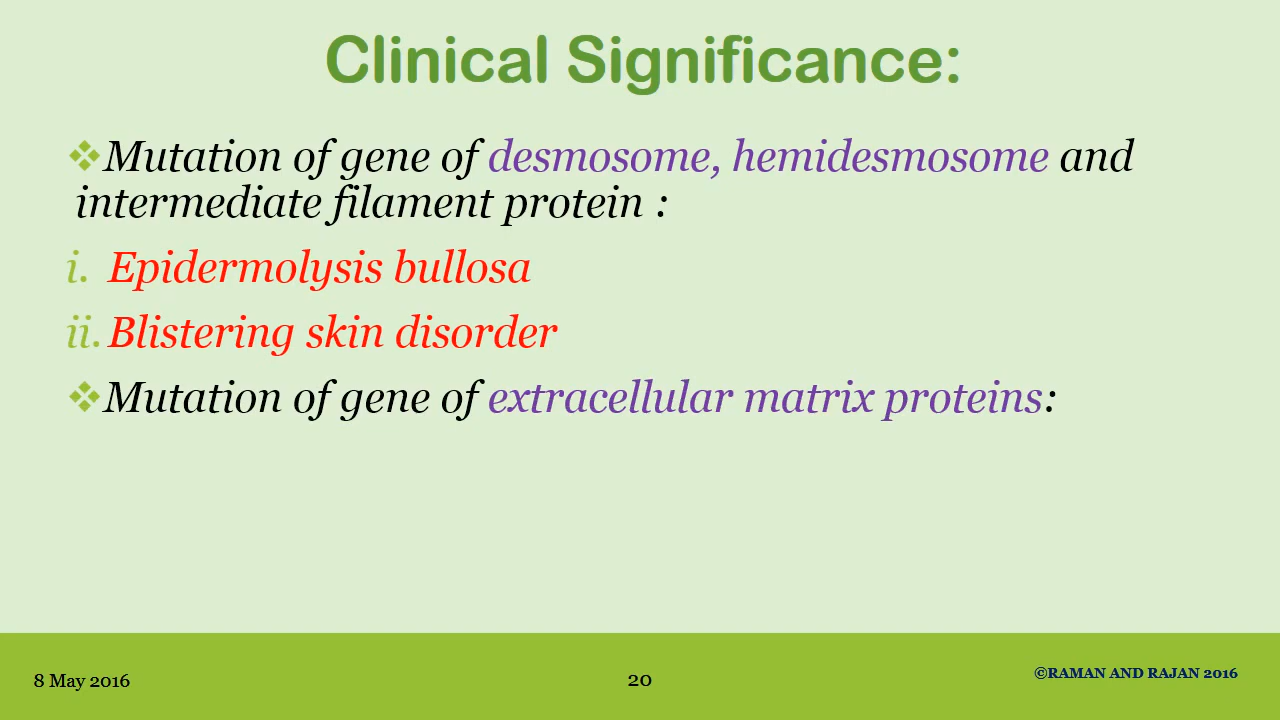 Clinical Significance:
❖Mutation of gene of desmosome, hemidesmosome and
intermediate filament protein :
i. Epidermolysis bullosa
ii. Blistering skin disorder
❖Mutation of gene of extracellular matrix proteins:
8 May 2016
20
©RAMAN AND RAJAN 2016